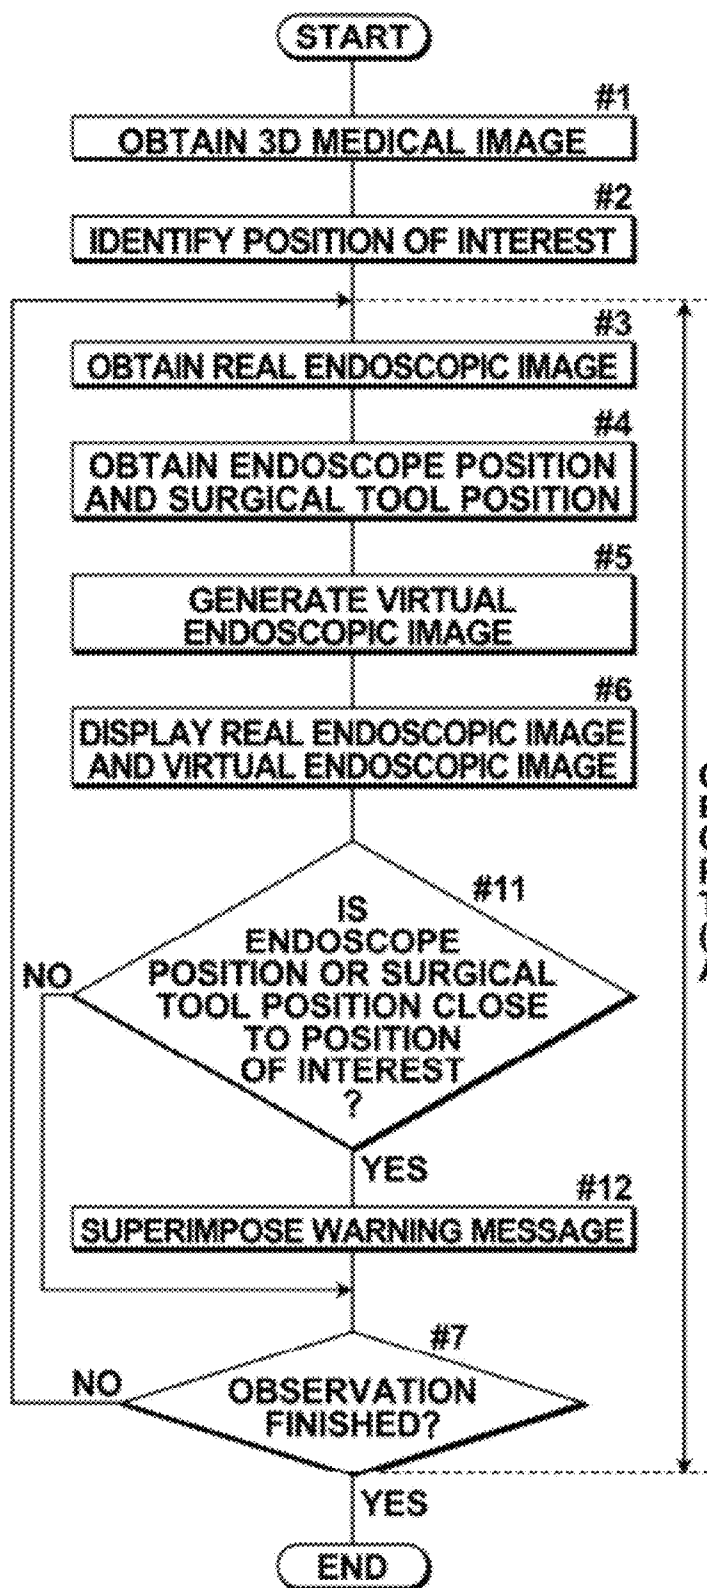 START
#1
OBTAIN 3D MEDICAL IMAGE
#2
IDENTIFY POSITION OF INTEREST
#3
OBTAIN REAL ENDOSCOPIC IMAGE
#4
OBTAIN ENDOSCOPE POSITION
AND SURGICAL TOOL POSITION
#5
GENERATE VIRTUAL
ENDOSCOPIC IMAGE
#6
DISPLAY REAL ENDOSCOPIC IMAGE
AND VIRTUAL ENDOSCOPIC IMAGE
#11
IS
ENDOSCOPE
POSITION OR SURGICAL
TOOL POSITION CLOSE
TO POSITION
OF INTEREST
?
NO
YES
#12
SUPERIMPOSE WARNING MESSAGE
#7
OBSERVATION
FINISHED?
NO
YES
END